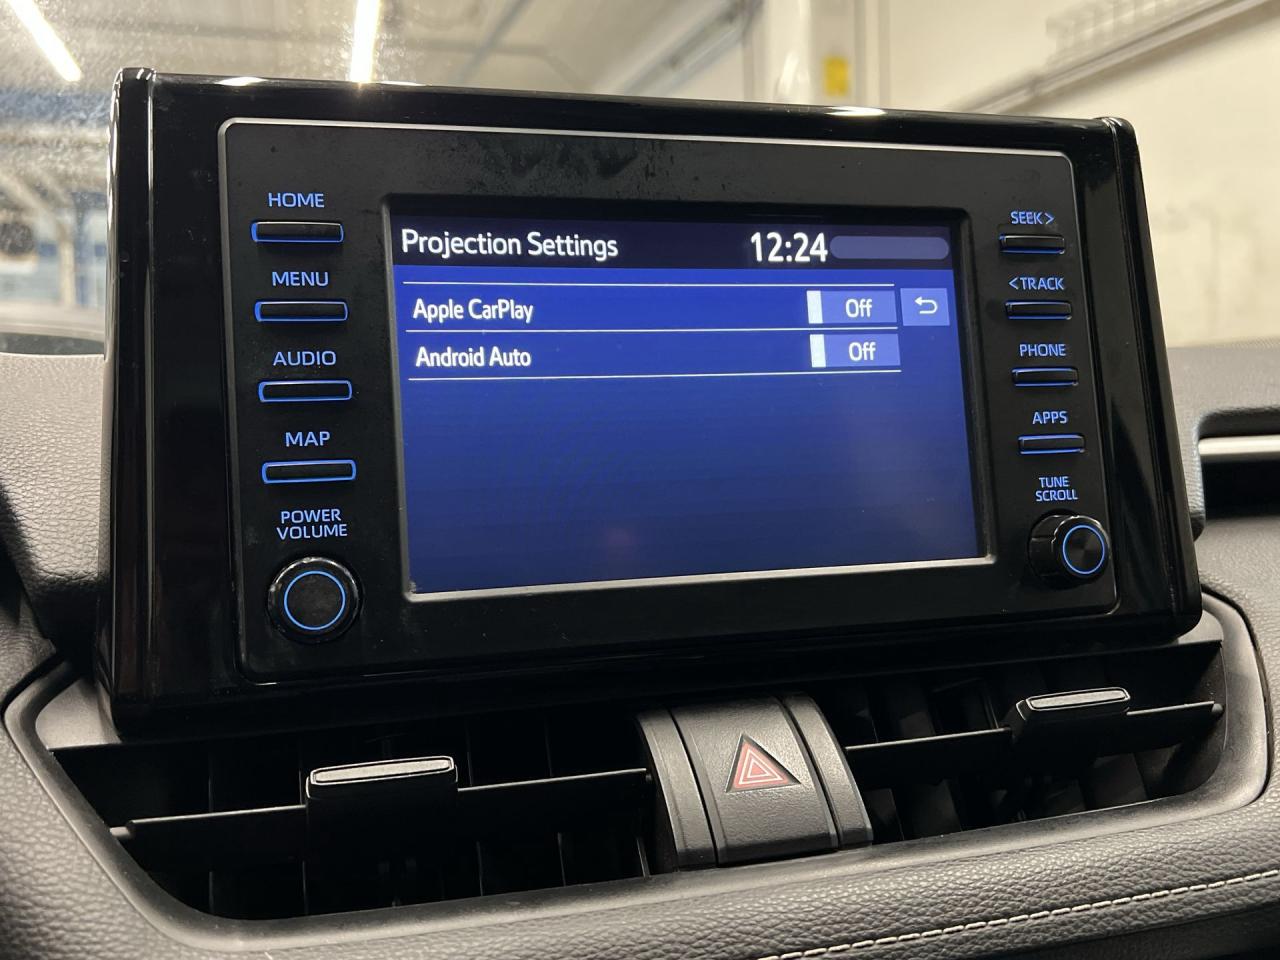 HOME
MENU
AUDIO
MAP
POWER
VOLUME
Projection Settings 12:24
Apple CarPlay Off
Android Auto Off
SEEK>
<TRACK
PHONE
APPS
TUNE
SCROLL